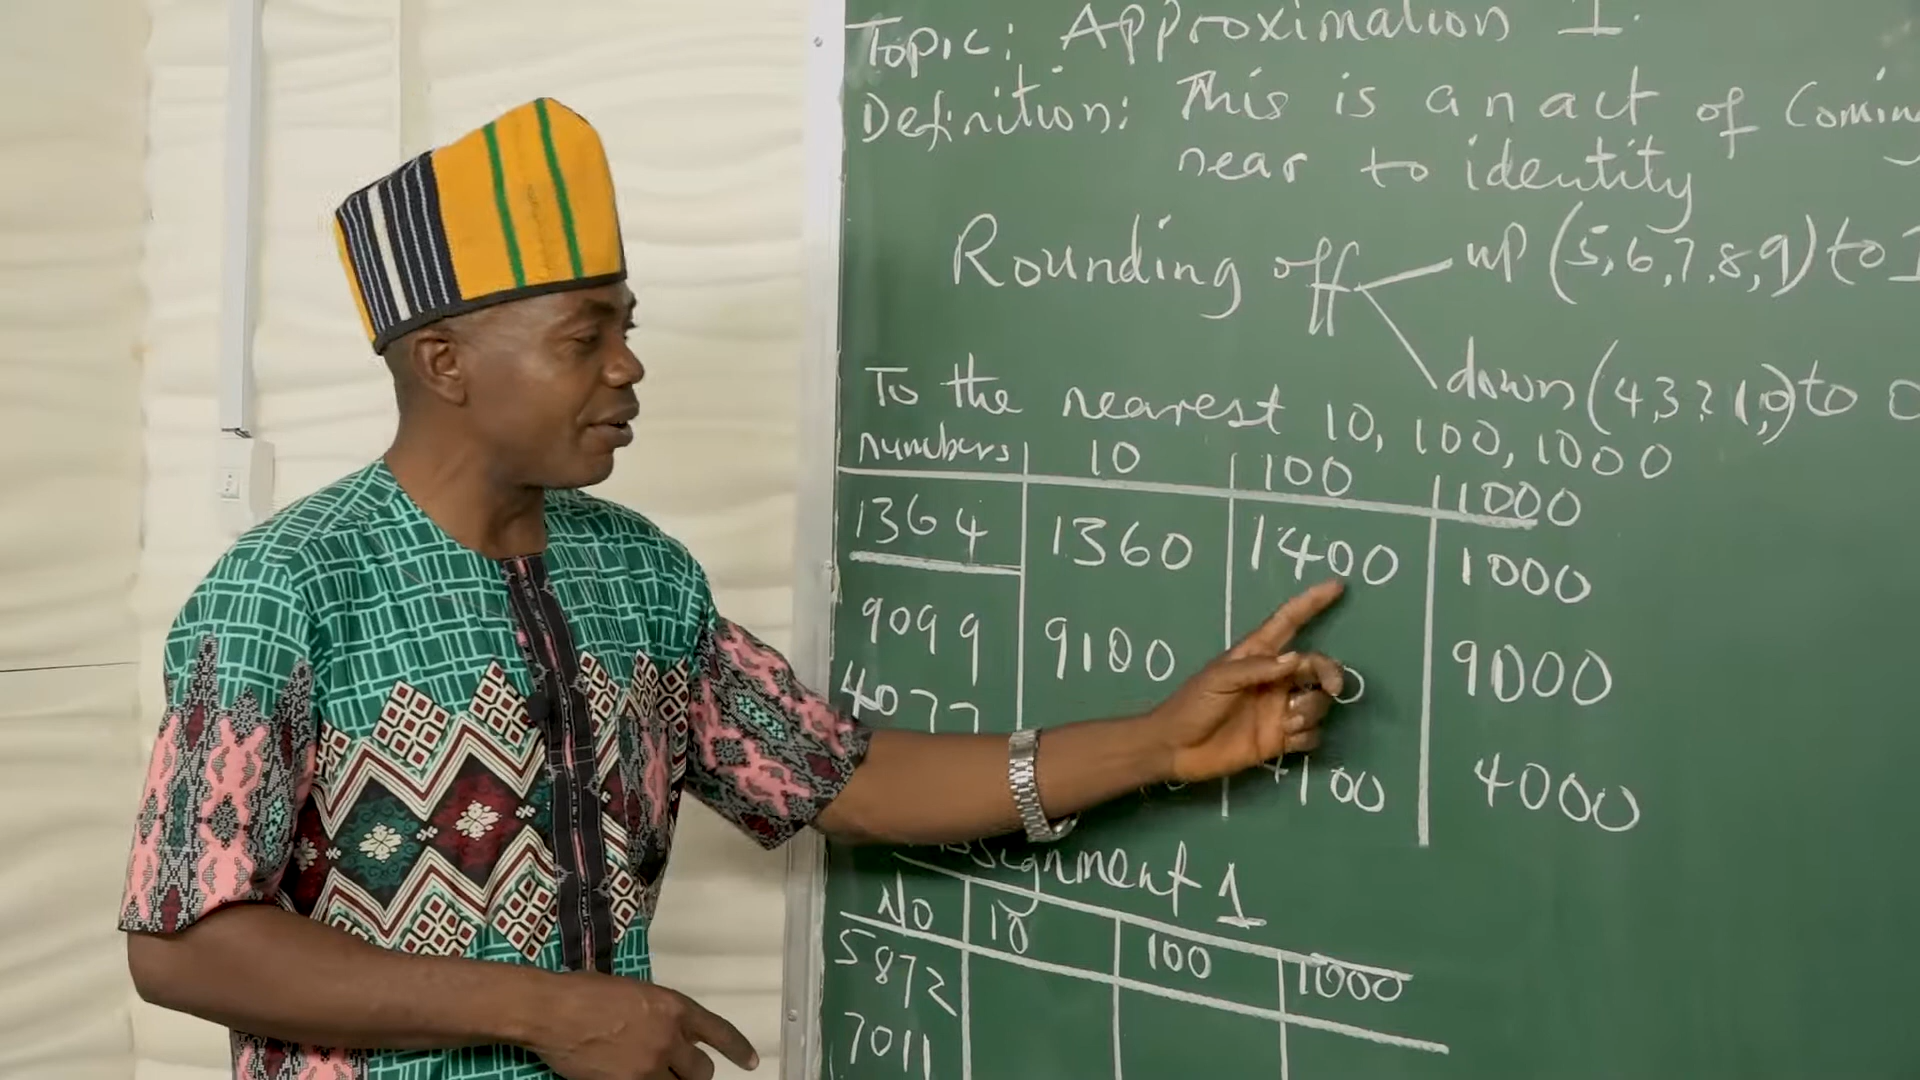 Topic: Approximation 1.
Definition: This is an act of Coming
near to identity
Rounding off up (5,6,7,8,9) to 1
down (4,3,2,1,0) to 0
To the nearest 10, 100, 1000
numbers 10 100 1000
1364 1360 1400 1000
9099 9100 9000
4077 4100 4000
Assignment 1
No 10 100 1000
5872
7011